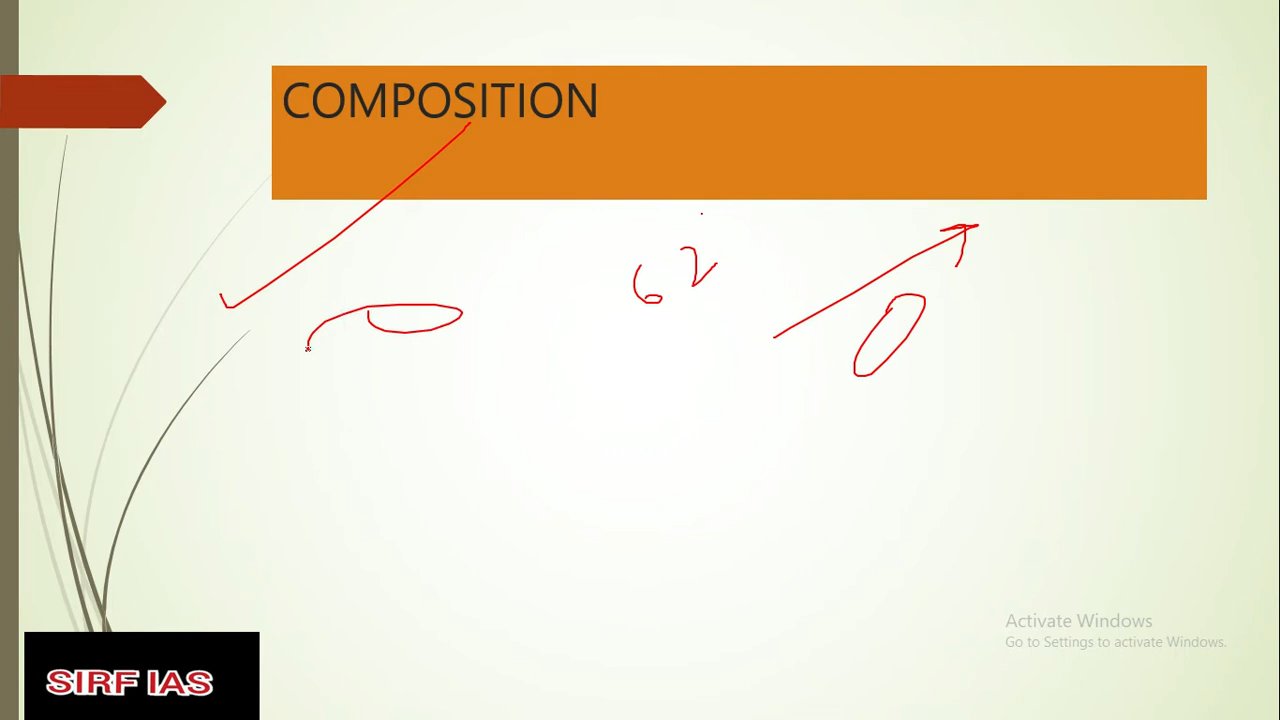 COMPOSITION
62
Activate Windows
Go to Settings to activate Windows.
SIRF IAS